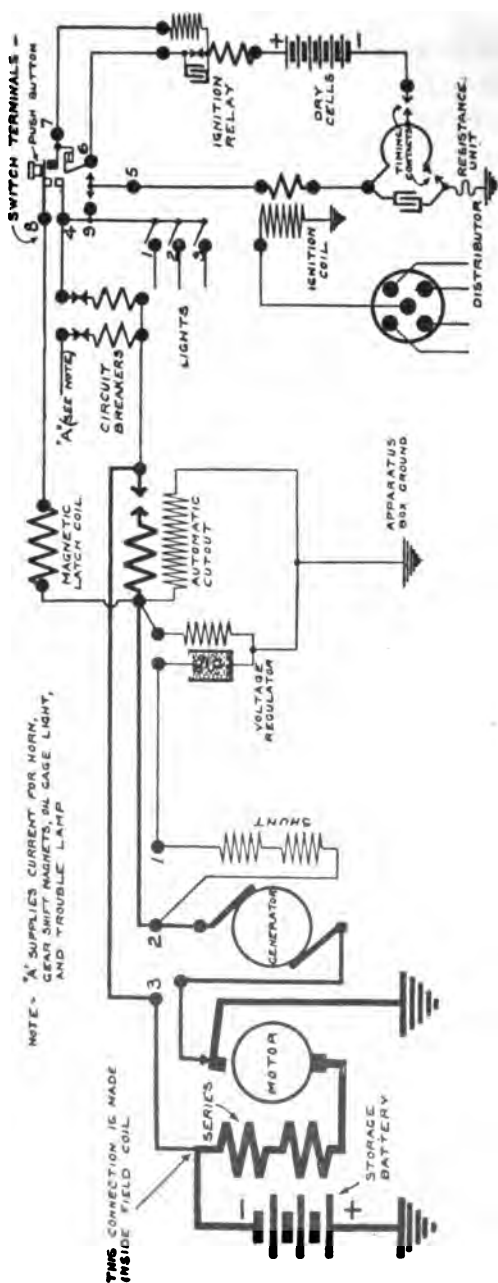 THIS CONNECTION IS MADE
INSIDE FIELD COIL
NOTE - "A" SUPPLIES CURRENT FOR HORN,
GEAR SHIFT MAGNETS, OIL GAGE LIGHT,
AND TROUBLE LAMP
SWITCH TERMINALS -
PUSH BUTTON
8
7
4
6
9
5
MAGNETIC
LATCH COIL
"A" (SEE NOTE)
CIRCUIT
BREAKERS
1
2
3
LIGHTS
IGNITION
RELAY
+
-
DRY
CELLS
3
2
1
AUTOMATIC
CUTOUT
VOLTAGE
REGULATOR
SHUNT
GENERATOR
MOTOR
SERIES
-
+
STORAGE
BATTERY
APPARATUS
BOX GROUND
IGNITION
COIL
TIMING
CONTACTOR
RESISTANCE
UNIT
DISTRIBUTOR